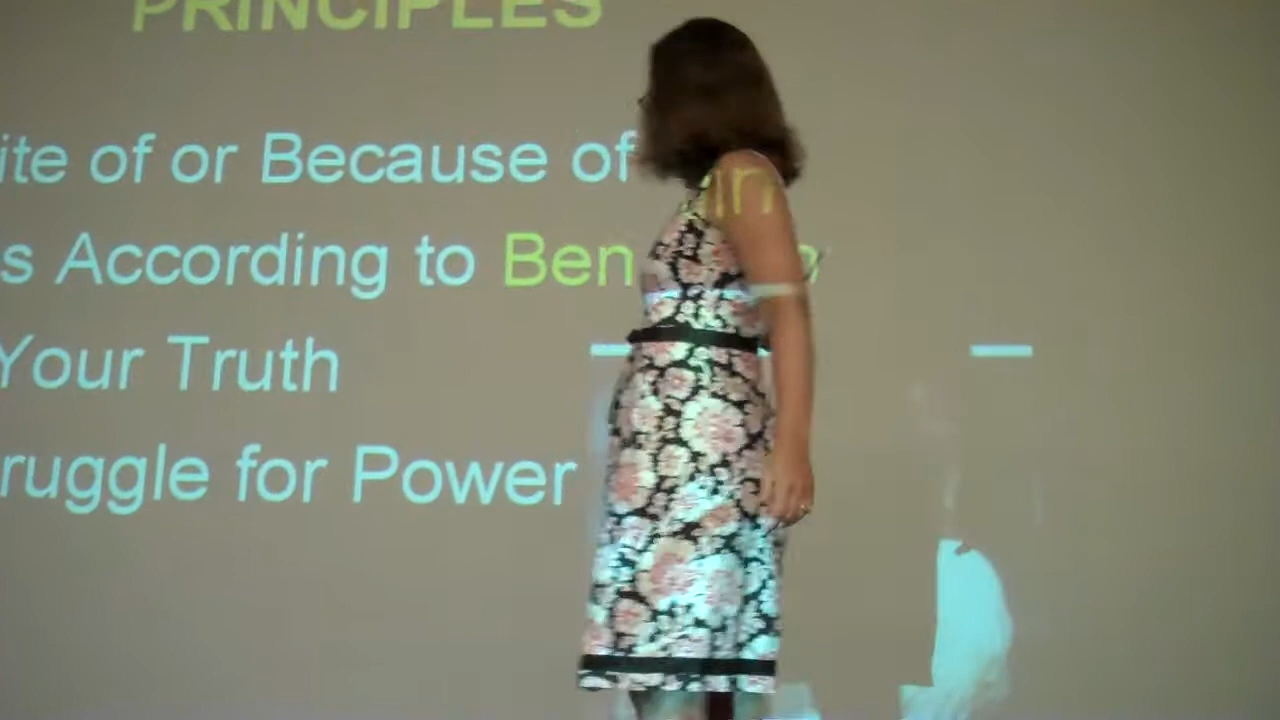 PRINCIPLES
ite of or Because of
s According to Ben
Your Truth
ruggle for Power